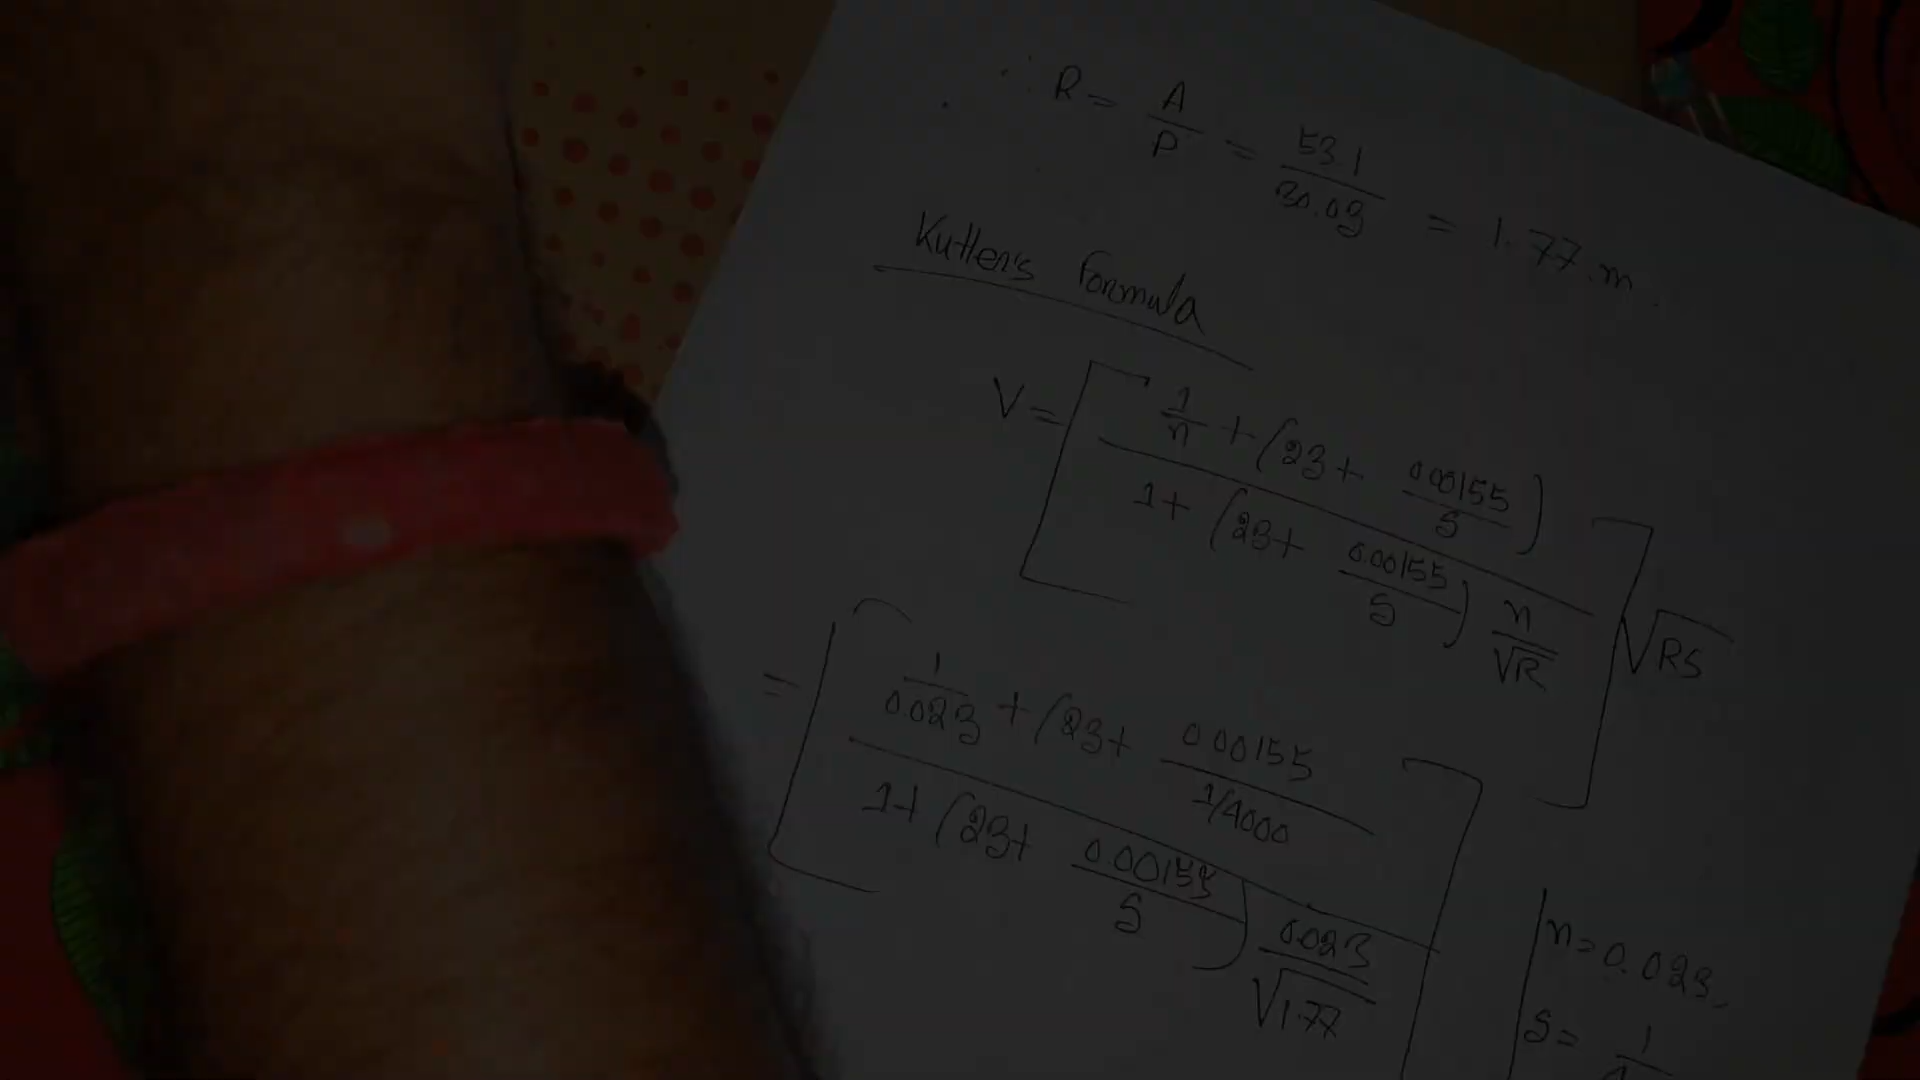 ∴ R = A/P = 53.1/30.03 = 1.77 m.
Kutter's Formula
V = [ (1/n + (23 + 0.00155/S)) / (1 + (23 + 0.00155/S) n/√R) ] √RS
= [ (1/0.023 + (23 + 0.00155/(1/4000))) / (1 + (23 + 0.00155/S) 0.023/√1.77) ]
n = 0.023,
S = 1/